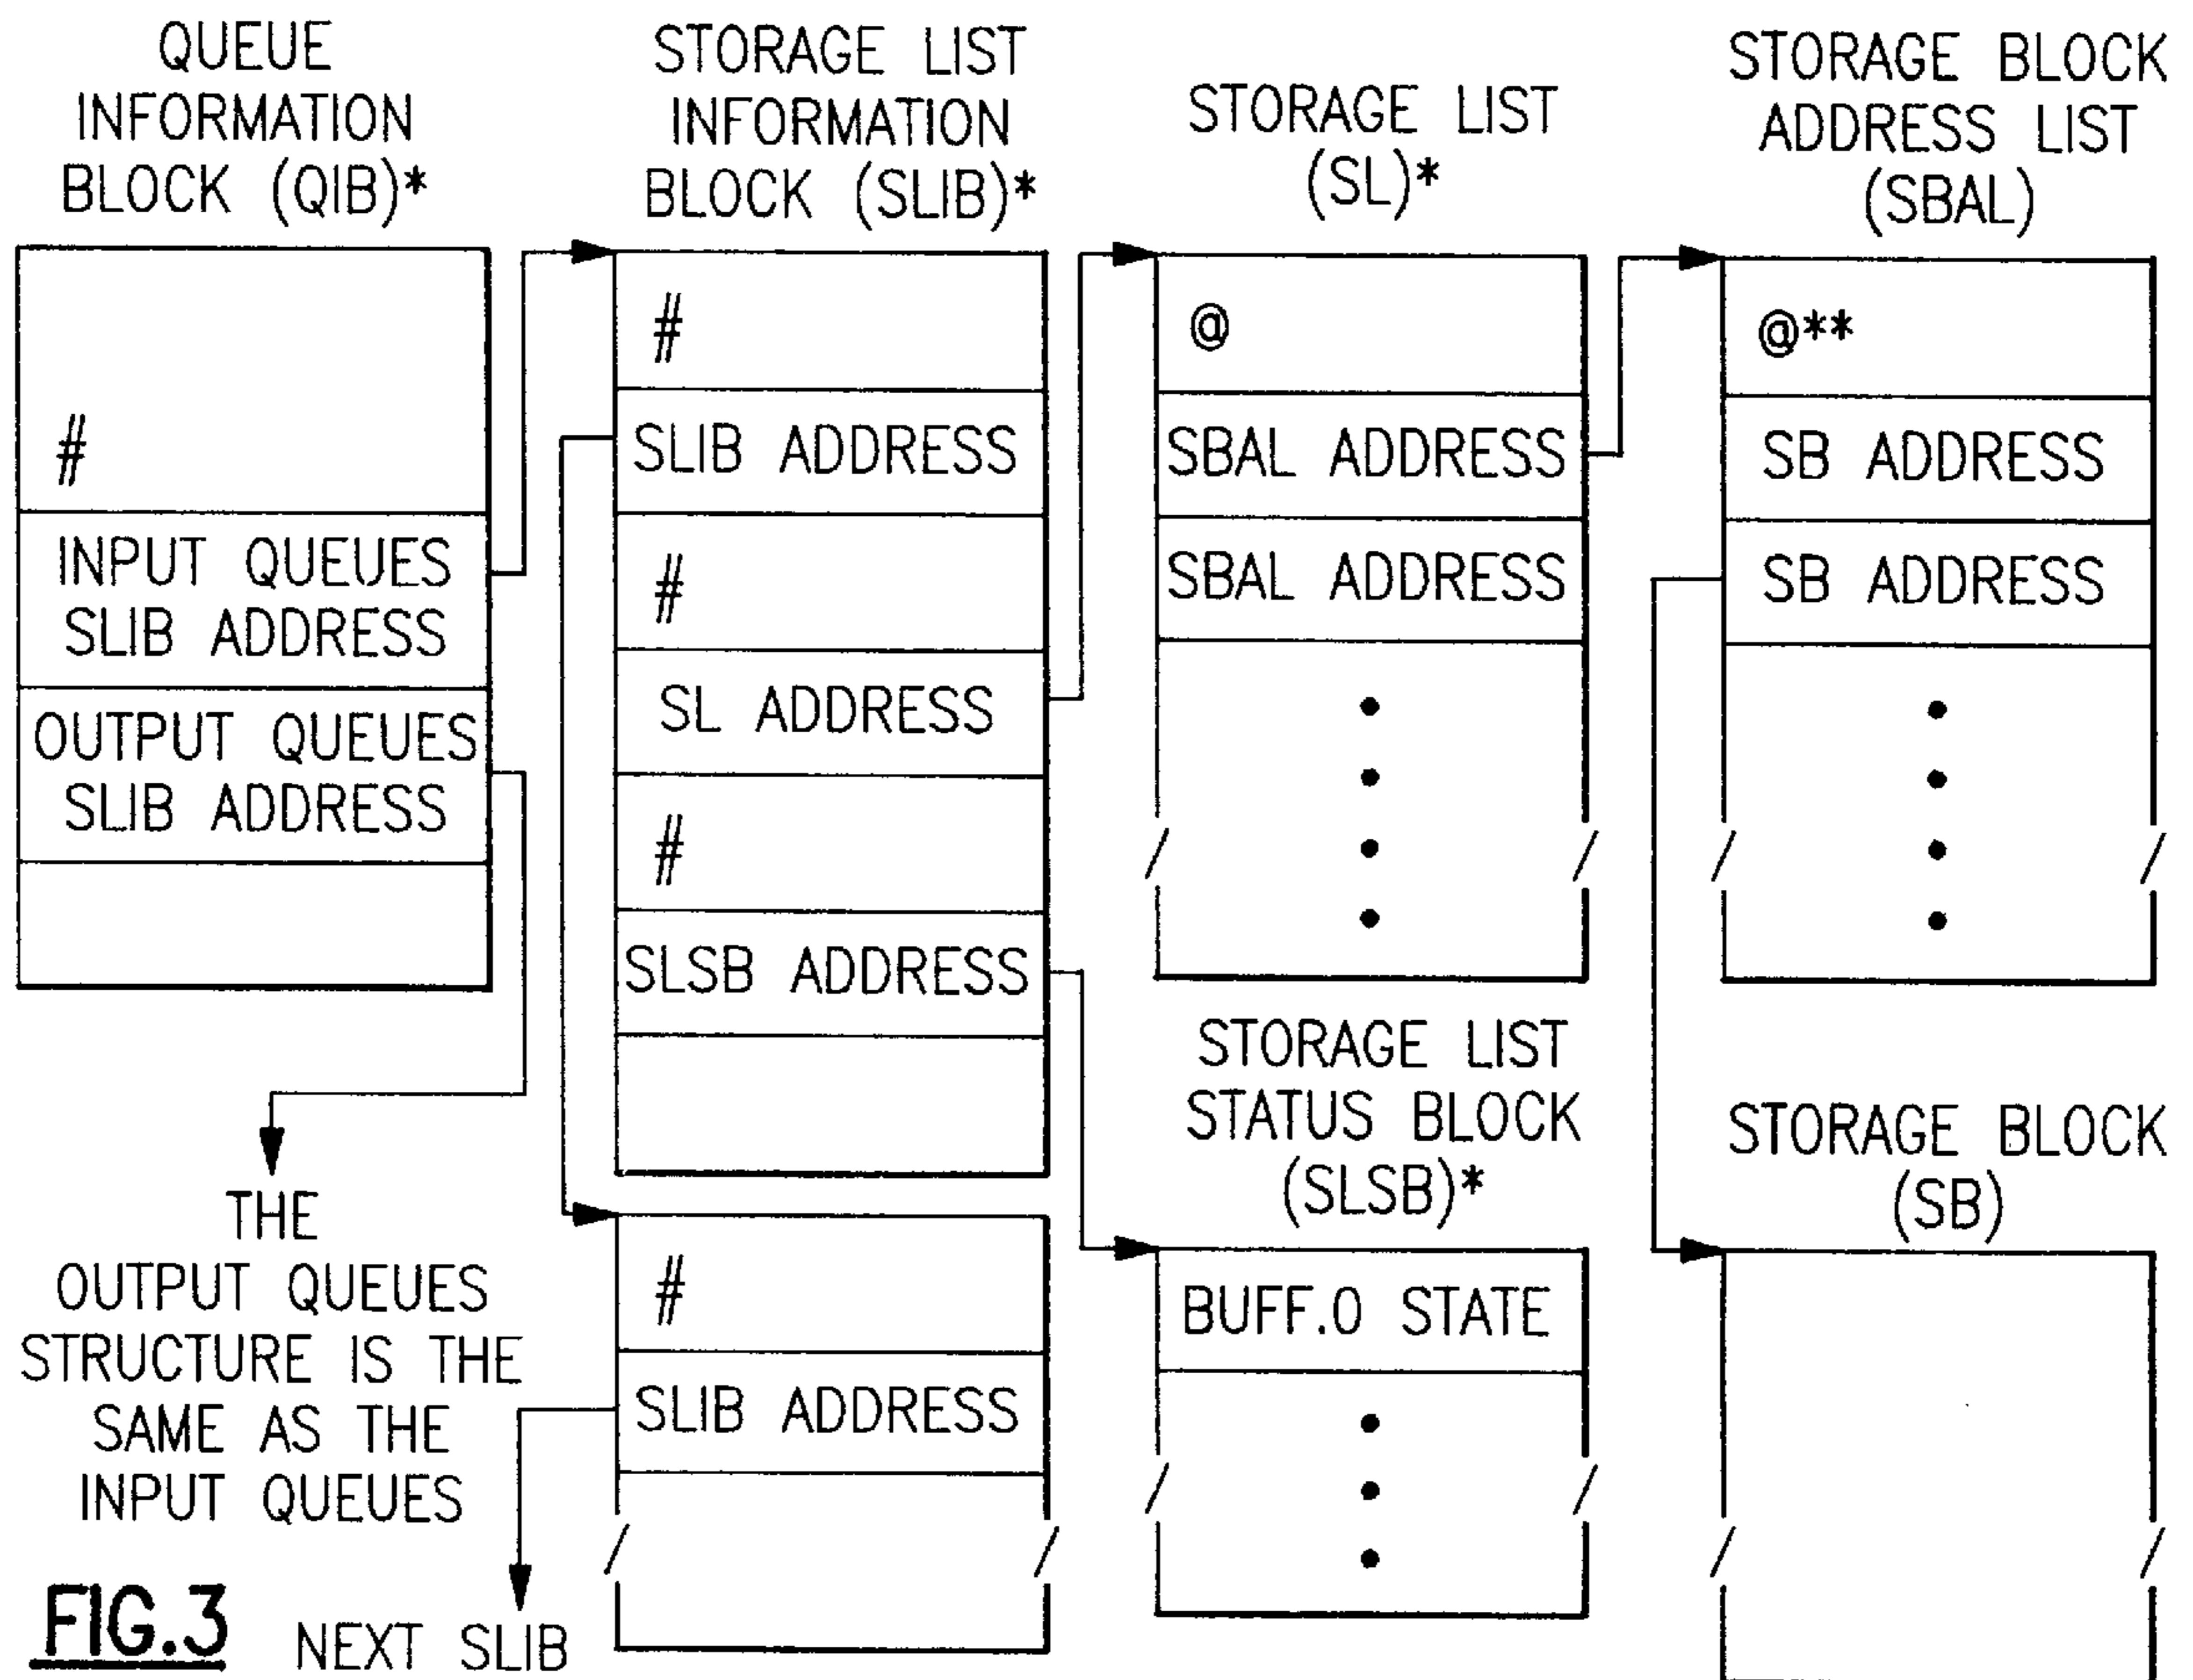 QUEUE
INFORMATION
BLOCK (QIB)*
#
INPUT QUEUES
SLIB ADDRESS
OUTPUT QUEUES
SLIB ADDRESS
THE
OUTPUT QUEUES
STRUCTURE IS THE
SAME AS THE
INPUT QUEUES
STORAGE LIST
INFORMATION
BLOCK (SLIB)*
#
SLIB ADDRESS
#
SL ADDRESS
#
SLSB ADDRESS
#
SLIB ADDRESS
NEXT SLIB
STORAGE LIST
(SL)*
@
SBAL ADDRESS
SBAL ADDRESS
STORAGE LIST
STATUS BLOCK
(SLSB)*
BUFF.0 STATE
STORAGE BLOCK
ADDRESS LIST
(SBAL)
@**
SB ADDRESS
SB ADDRESS
STORAGE BLOCK
(SB)
FIG.3